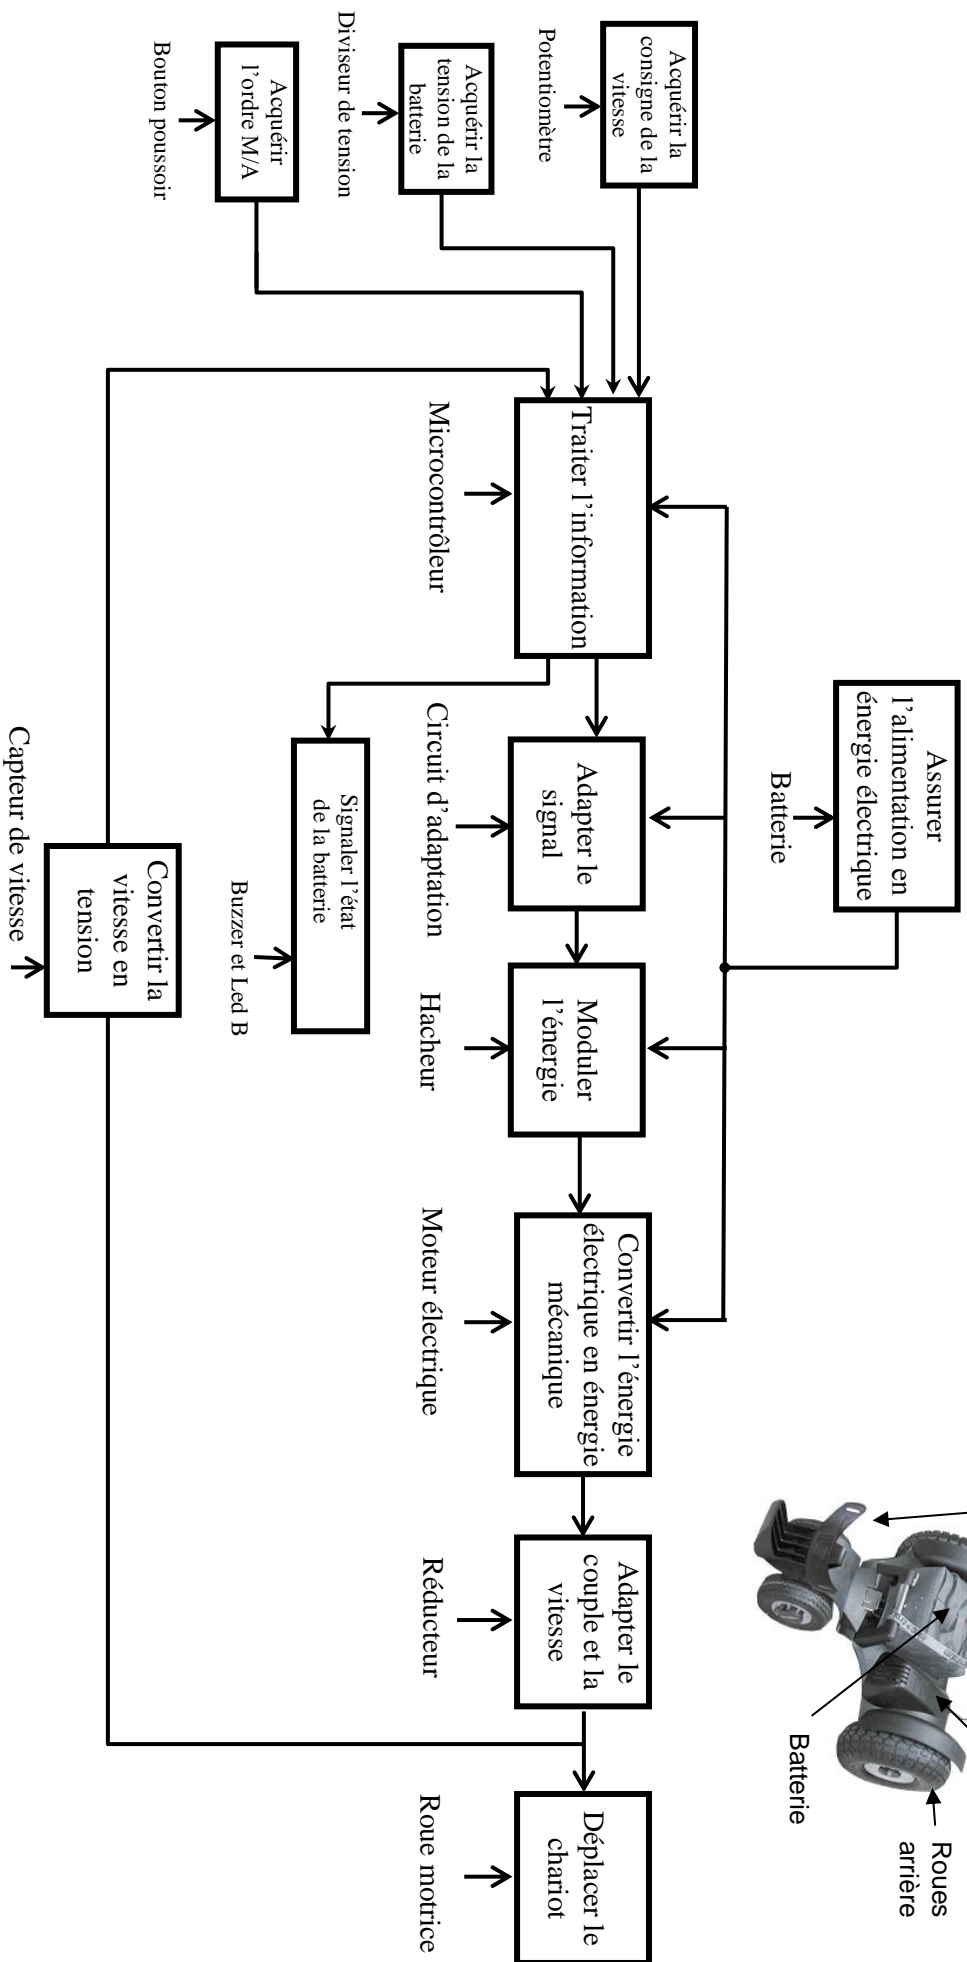 Assurer
l'alimentation en
énergie électrique
Batterie
Roues
arrière
Batterie
Acquérir la
consigne de la
vitesse
Potentiomètre
Acquérir la
tension de la
batterie
Diviseur de tension
Acquérir
l'ordre M/A
Bouton poussoir
Traiter l'information
Microcontrôleur
Adapter le
signal
Circuit d'adaptation
Moduler
l'énergie
Hacheur
Convertir l'énergie
électrique en énergie
mécanique
Moteur électrique
Adapter le
couple et la
vitesse
Réducteur
Déplacer le
chariot
Roue motrice
Signaler l'état
de la batterie
Buzzer et Led B
Convertir la
vitesse en
tension
Capteur de vitesse